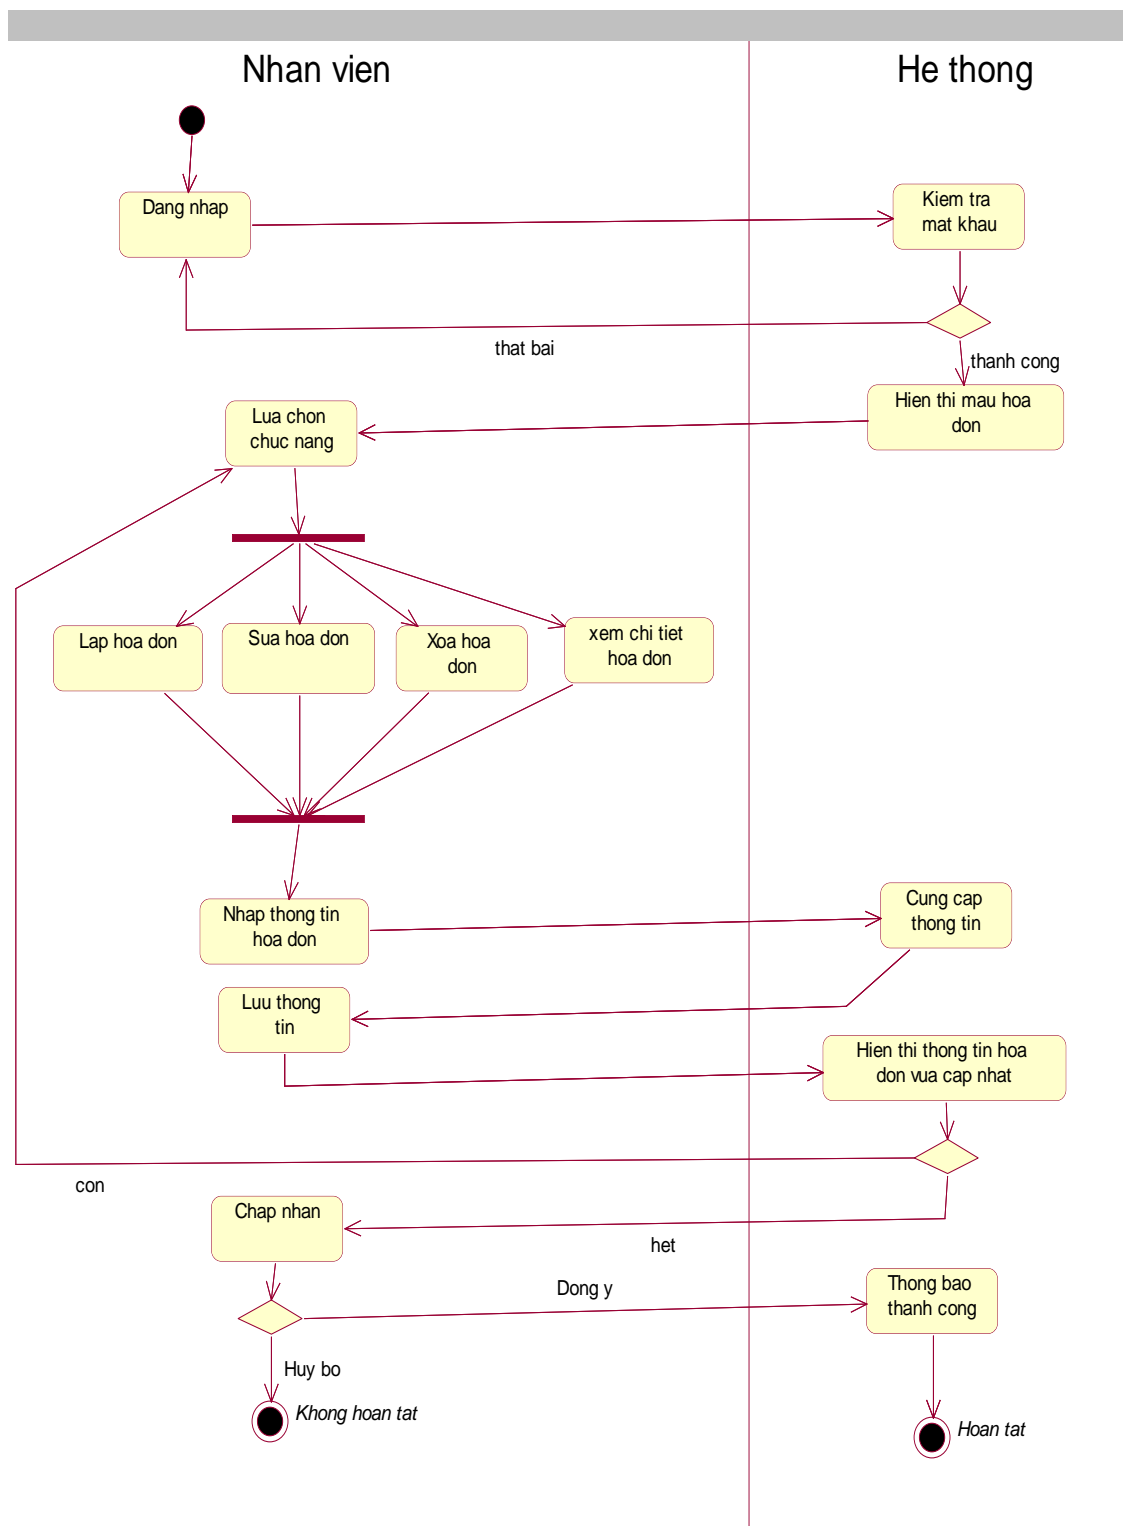 Nhan vien
He thong
Dang nhap
Kiem tra
mat khau
that bai
thanh cong
Hien thi mau hoa
don
Lua chon
chuc nang
Lap hoa don
Sua hoa don
Xoa hoa
don
xem chi tiet
hoa don
Nhap thong tin
hoa don
Cung cap
thong tin
Luu thong
tin
Hien thi thong tin hoa
don vua cap nhat
con
Chap nhan
het
Dong y
Thong bao
thanh cong
Huy bo
Khong hoan tat
Hoan tat